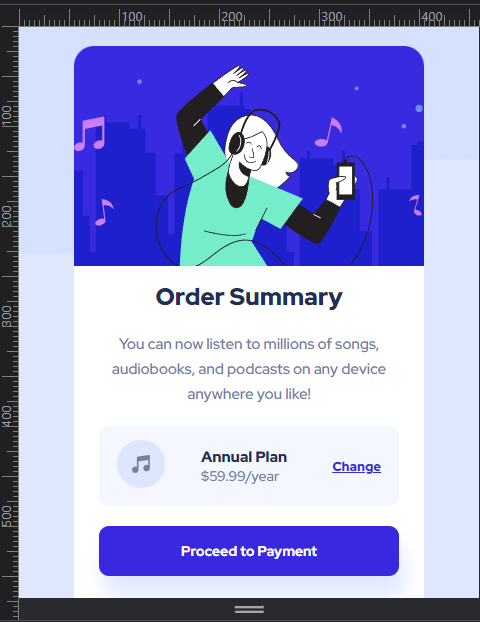 100 200 300 400
100
200
300
400
500
Order Summary
You can now listen to millions of songs,
audiobooks, and podcasts on any device
anywhere you like!
Annual Plan
$59.99/year
Change
Proceed to Payment